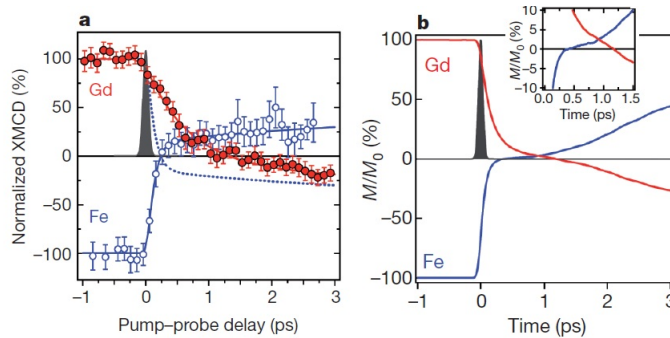 a
Normalized XMCD (%)
100
50
0
−50
−100
Gd
Fe
−1
0
1
2
3
Pump–probe delay (ps)
b
M/M0 (%)
100
50
0
−50
−100
Gd
Fe
−1
0
1
2
3
Time (ps)
M/M0 (%)
10
5
0
−5
−10
0.0
0.5
1.0
1.5
Time (ps)